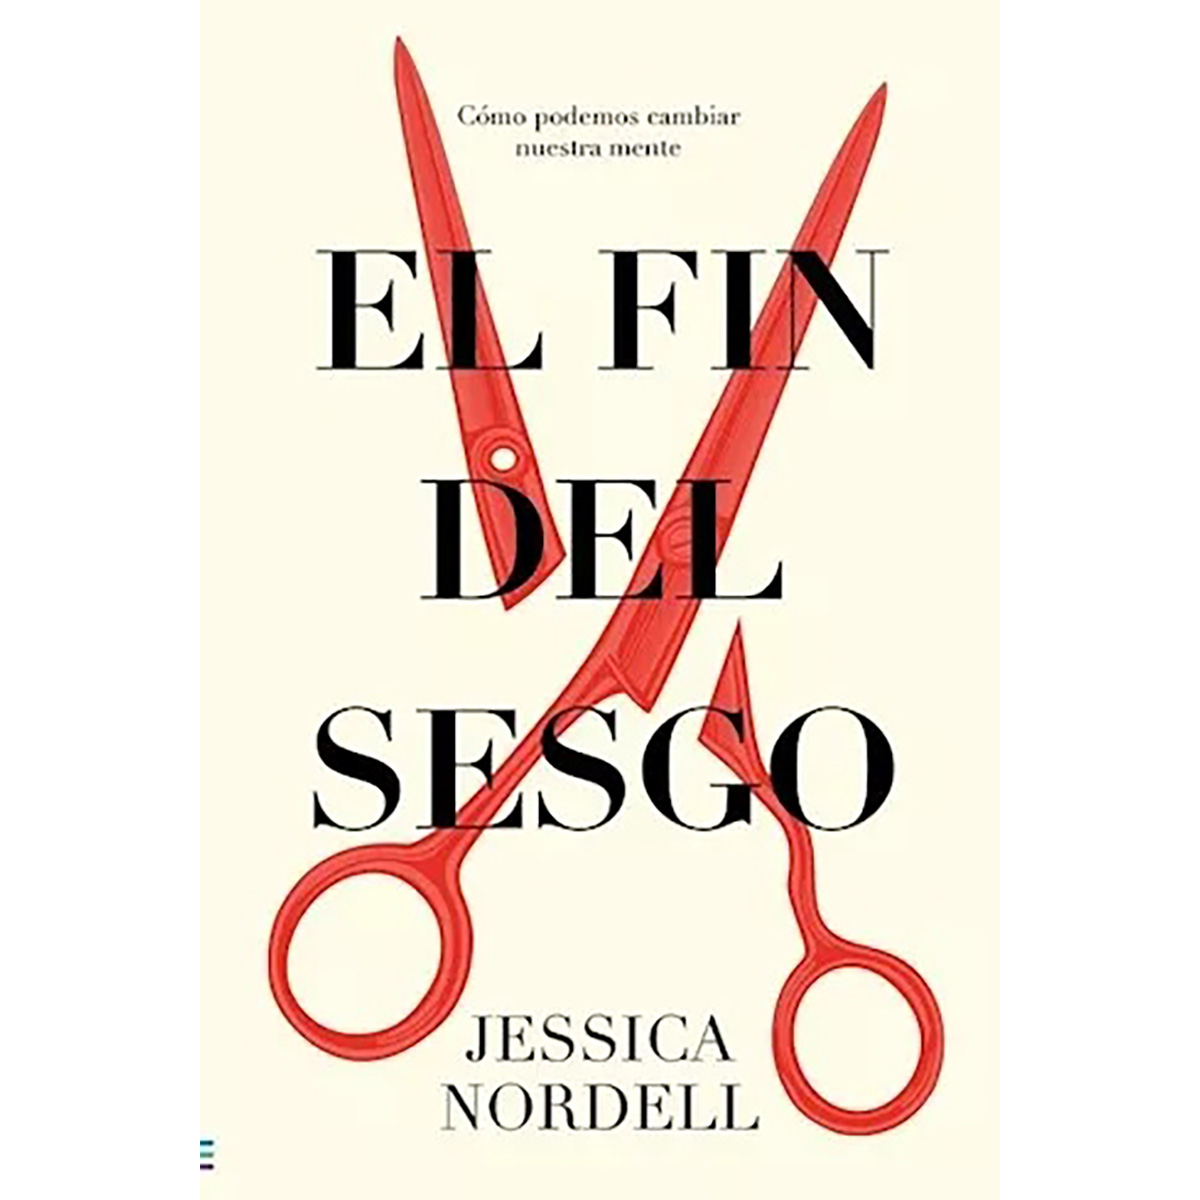 Cómo podemos cambiar
nuestra mente
EL FIN
DEL
SESGO
JESSICA
NORDELL